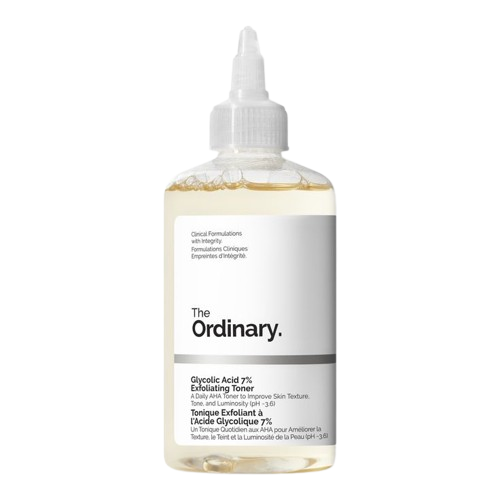 Clinical Formulations
with Integrity.
Formulations Cliniques
Empreintes d'Intégrité.
The
Ordinary.
Glycolic Acid 7%
Exfoliating Toner
A Daily AHA Toner to Improve Skin Texture,
Tone, and Luminosity (pH ~3.6)
Tonique Exfoliant à
l'Acide Glycolique 7%
Un Tonique Quotidien aux AHA pour Améliorer la
Texture, le Teint et la Luminosité de la Peau (pH ~3.6)